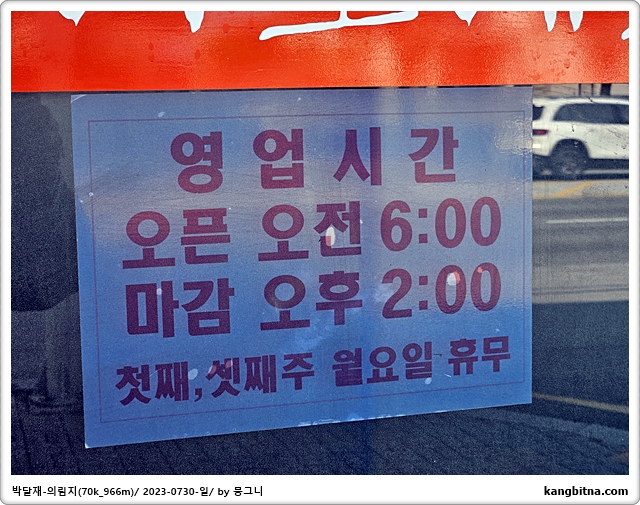 영업시간
오픈 오전 6:00
마감 오후 2:00
첫째,셋째주 월요일 휴무
박달재-의림지(70k_966m)/ 2023-0730-일/ by 뭉그니
kangbitna.com